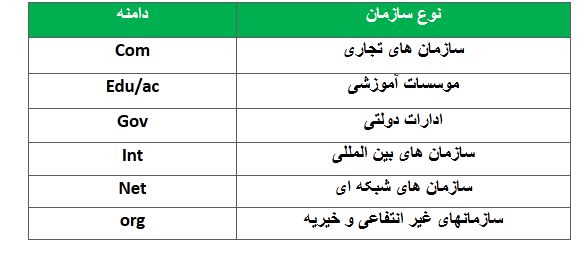 نوع سازمان دامنه
سازمان های تجاری Com
موسسات آموزشی Edu/ac
ادارات دولتی Gov
سازمان های بین المللی Int
سازمان های شبکه ای Net
سازمانهای غیر انتفاعی و خیریه org